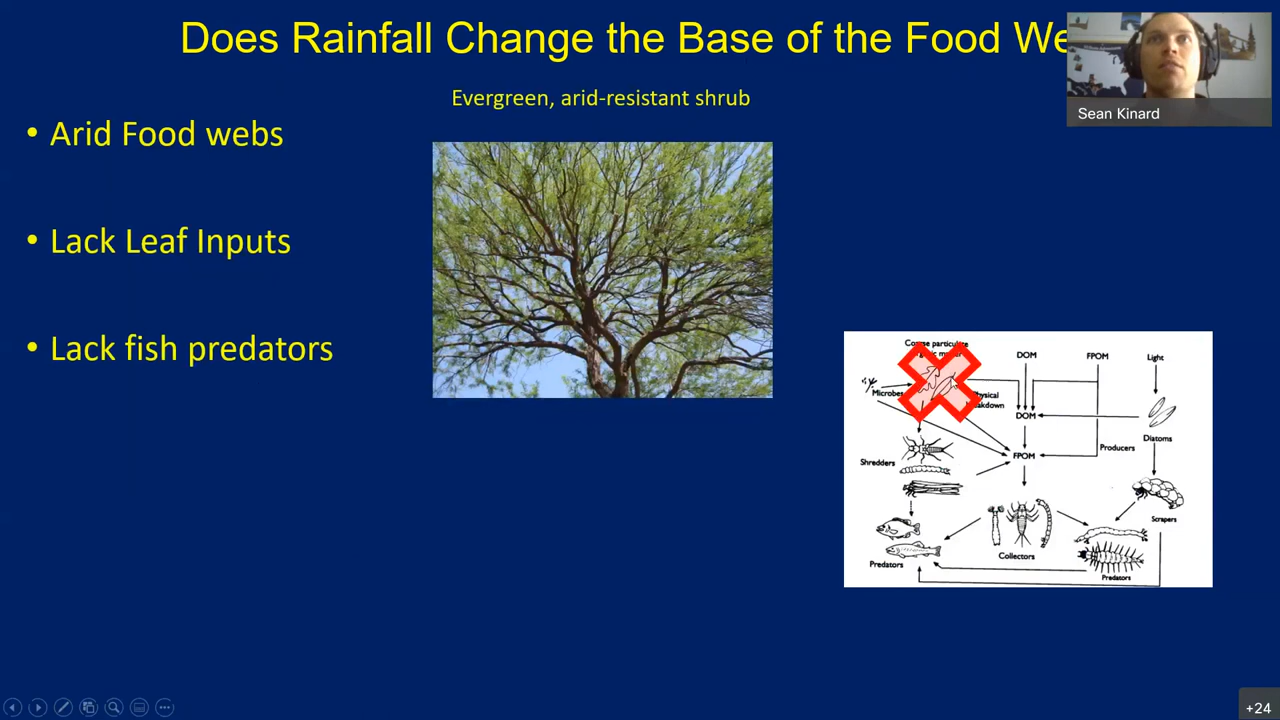 Does Rainfall Change the Base of the Food We
Sean Kinard
Evergreen, arid-resistant shrub
• Arid Food webs
• Lack Leaf Inputs
• Lack fish predators
Coarse particulate
DOM
FPOM
Light
Microbes
DOM
Diatoms
Producers
FPOM
Shredders
Scrapers
Collectors
Predators
Predators
+24